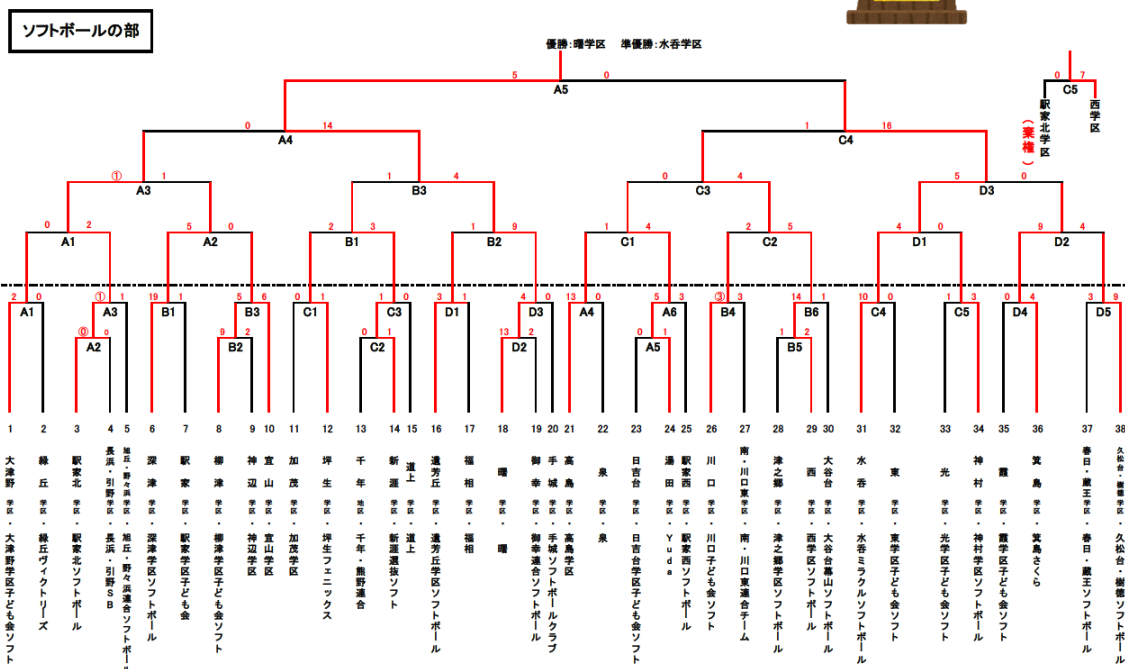 ソフトボールの部
優勝：曙学区 準優勝：水呑学区
5 0
A5
0 7
C5
駅家北学区
（棄権）
西学区
0 14
A4
1 16
C4
① 1
A3
1 4
B3
0 4
C3
5 0
D3
0 2
A1
5 0
A2
2 3
B1
1 9
B2
1 4
C1
2 5
C2
4 0
D1
9 4
D2
2 0
A1
① 1
A3
19 1
B1
5 6
B3
0 1
C1
1 0
C3
3 1
D1
4 0
D3
13 0
A4
5 3
A6
③ 3
B4
14 1
B6
10 0
C4
1 3
C5
0 4
D4
3 9
D5
⓪ 0
A2
9 2
B2
0 1
C2
13 2
D2
0 1
A5
1 2
B5
1 大津野 学区・大津野学区子ども会ソフト
2 緑丘 学区・緑丘ヴィクトリーズ
3 駅家北 学区・駅家北ソフトボール
4 長浜・引野学区・長浜・引野SB
5 旭丘・野々浜学区・旭丘・野々浜連合ソフトボール
6 深津 学区・深津学区ソフトボール
7 駅家 学区・駅家学区子ども会
8 柳津 学区・柳津学区子ども会ソフト
9 神辺 学区・神辺学区
10 宜山 学区・宜山学区
11 加茂 学区・加茂学区
12 坪生 学区・坪生フェニックス
13 千年 地区・千年・熊野連合
14 新涯 学区・新涯選抜ソフト
15 道上 学区・道上
16 遺芳丘 学区・遺芳丘学区ソフトボール
17 福相 学区・福相
18 曙 学区・曙
19 御幸 学区・御幸連合ソフトボール
20 手城 学区・手城ソフトボールクラブ
21 高島 学区・高島学区
22 泉 学区・泉
23 日吉台 学区・日吉台学区子ども会ソフト
24 湯田 学区・Yuda
25 駅家西 学区・駅家西ソフトボール
26 川口 学区・川口子ども会ソフト
27 南・川口東学区・南・川口東連合チーム
28 津之郷 学区・津之郷学区ソフトボール
29 西 学区・西学区ソフトボール
30 大谷台 学区・大谷台幕山ソフトボール
31 水呑 学区・水呑ミラクルソフトボール
32 東 学区・東学区子ども会ソフト
33 光 学区・光学区子ども会ソフト
34 神村 学区・神村学区ソフトボール
35 霞 学区・霞学区子ども会ソフト
36 箕島 学区・箕島さくら
37 春日・蔵王学区・春日・蔵王ソフトボール
38 久松台・樹徳学区・久松台・樹徳ソフトボール